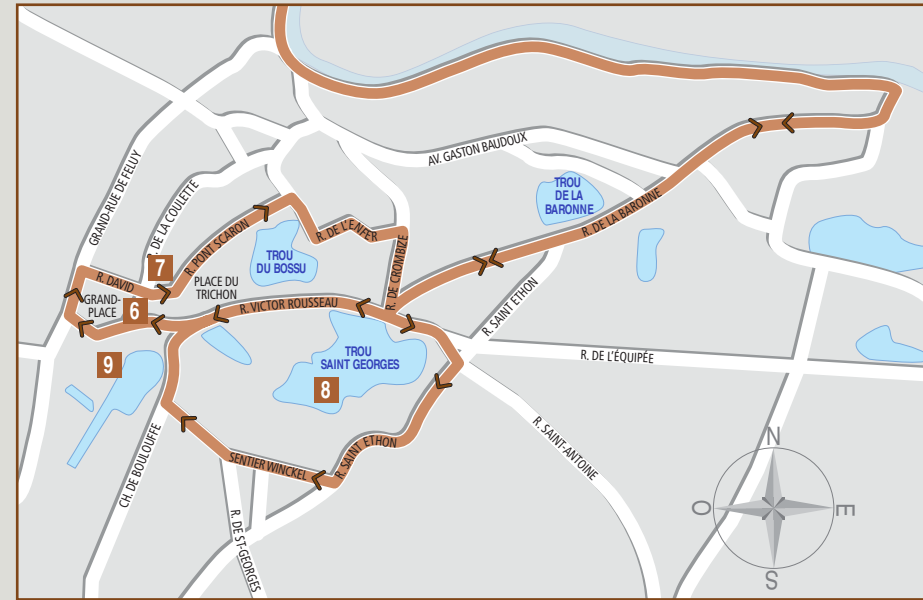 AV. GASTON BAUDOUX
GRAND-RUE DE FELUY
R. DE LA COULETTE
TROU
DE LA
BARONNE
R. DE LA BARONNE
R. PONT SCARON
R. DE L'ENFER
TROU
DU BOSSU
7
R. DAVID
PLACE DU
TRICHON
R. DE CROMBIZE
R. SAINT ETHON
GRAND-
PLACE
6
R. VICTOR ROUSSEAU
9
TROU
SAINT GEORGES
8
R. DE L'ÉQUIPÉE
R. SAINT-ANTOINE
R. SAINT ETHON
SENTIER WINCKEL
CH. DE BOULOUFFE
R. DE ST-GEORGES
N
O
E
S